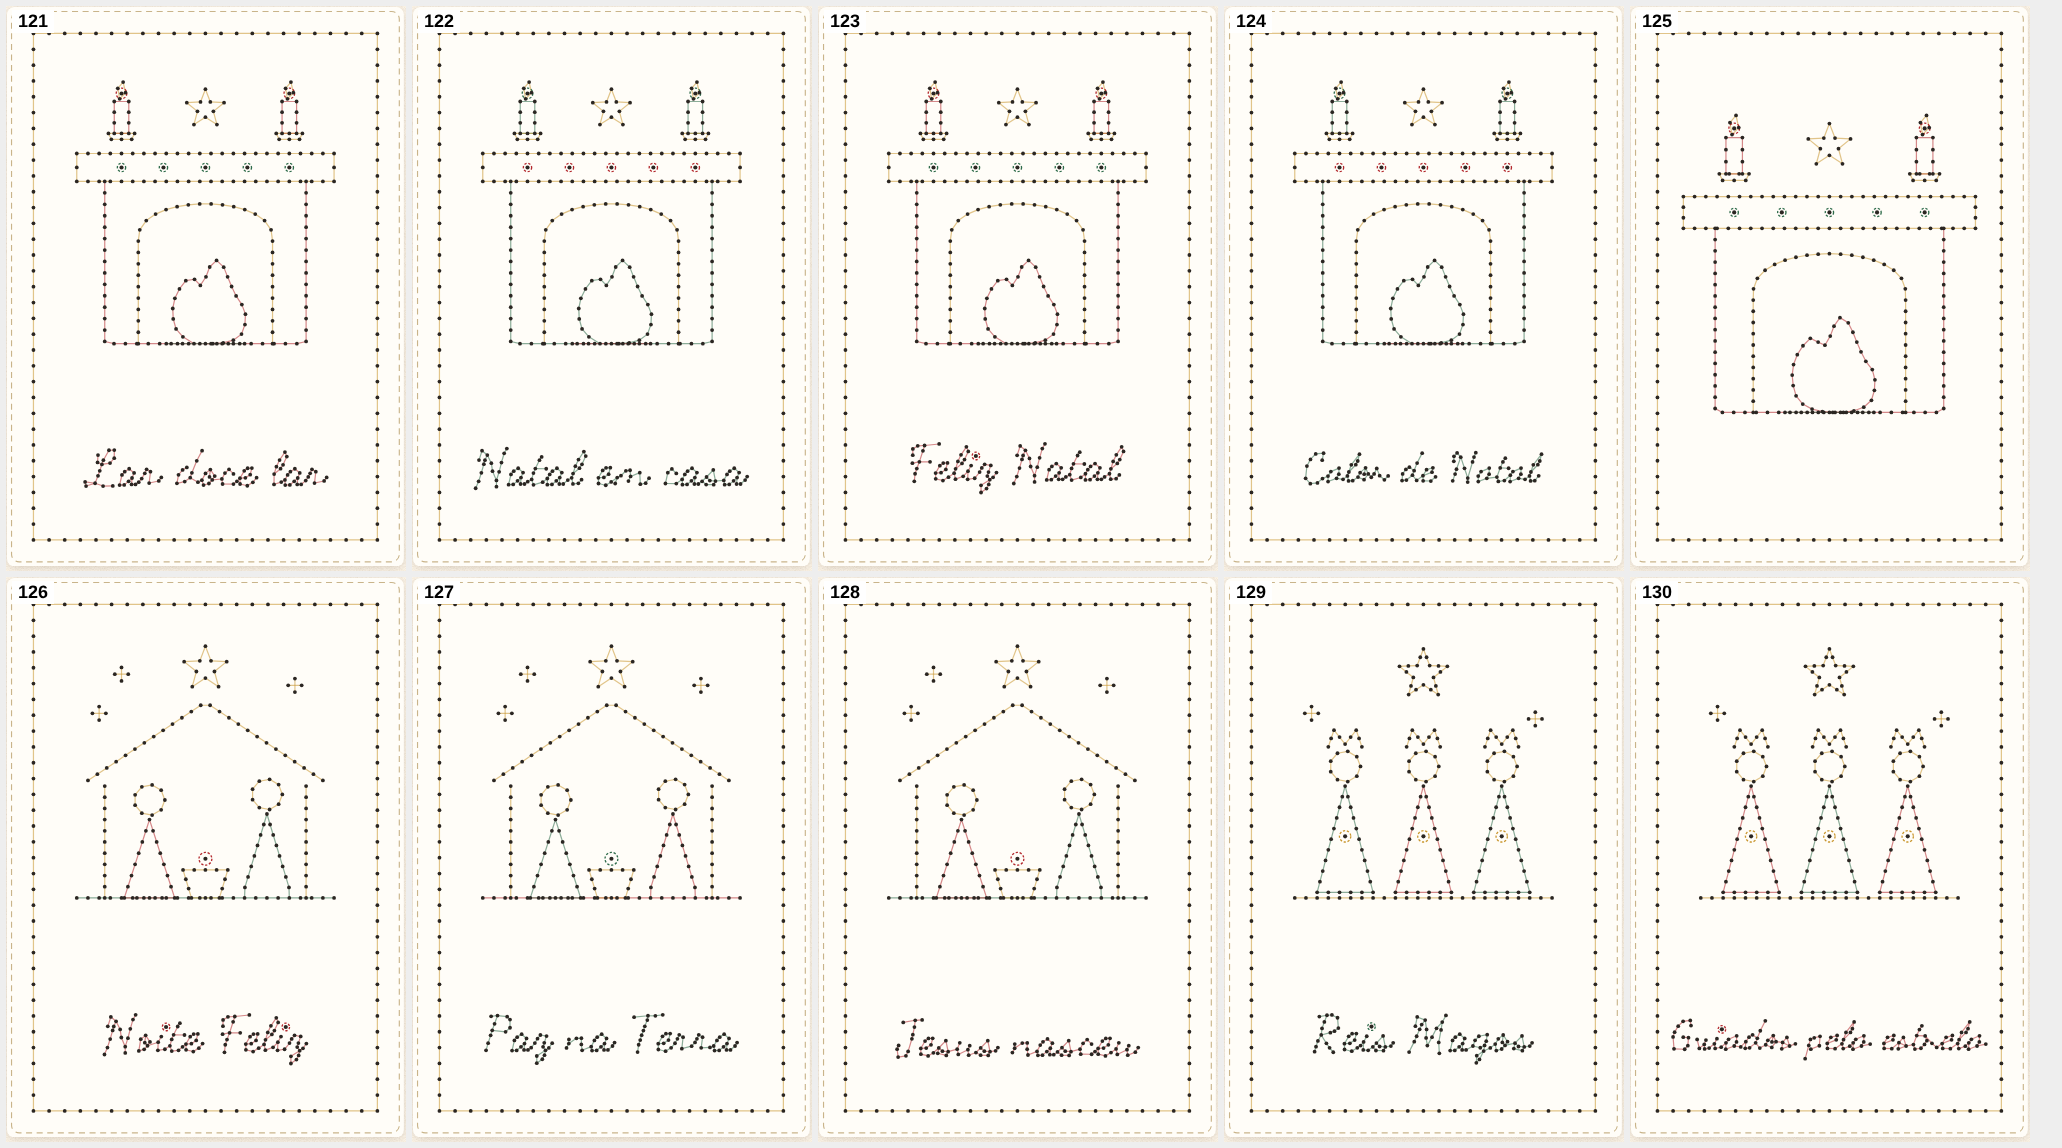 121
122
123
124
125
Lar doce lar
Natal em casa
Feliz Natal
Calor de Natal
126
127
128
129
130
Noite Feliz
Paz na Terra
Jesus nasceu
Reis Magos
Guiados pela estrela